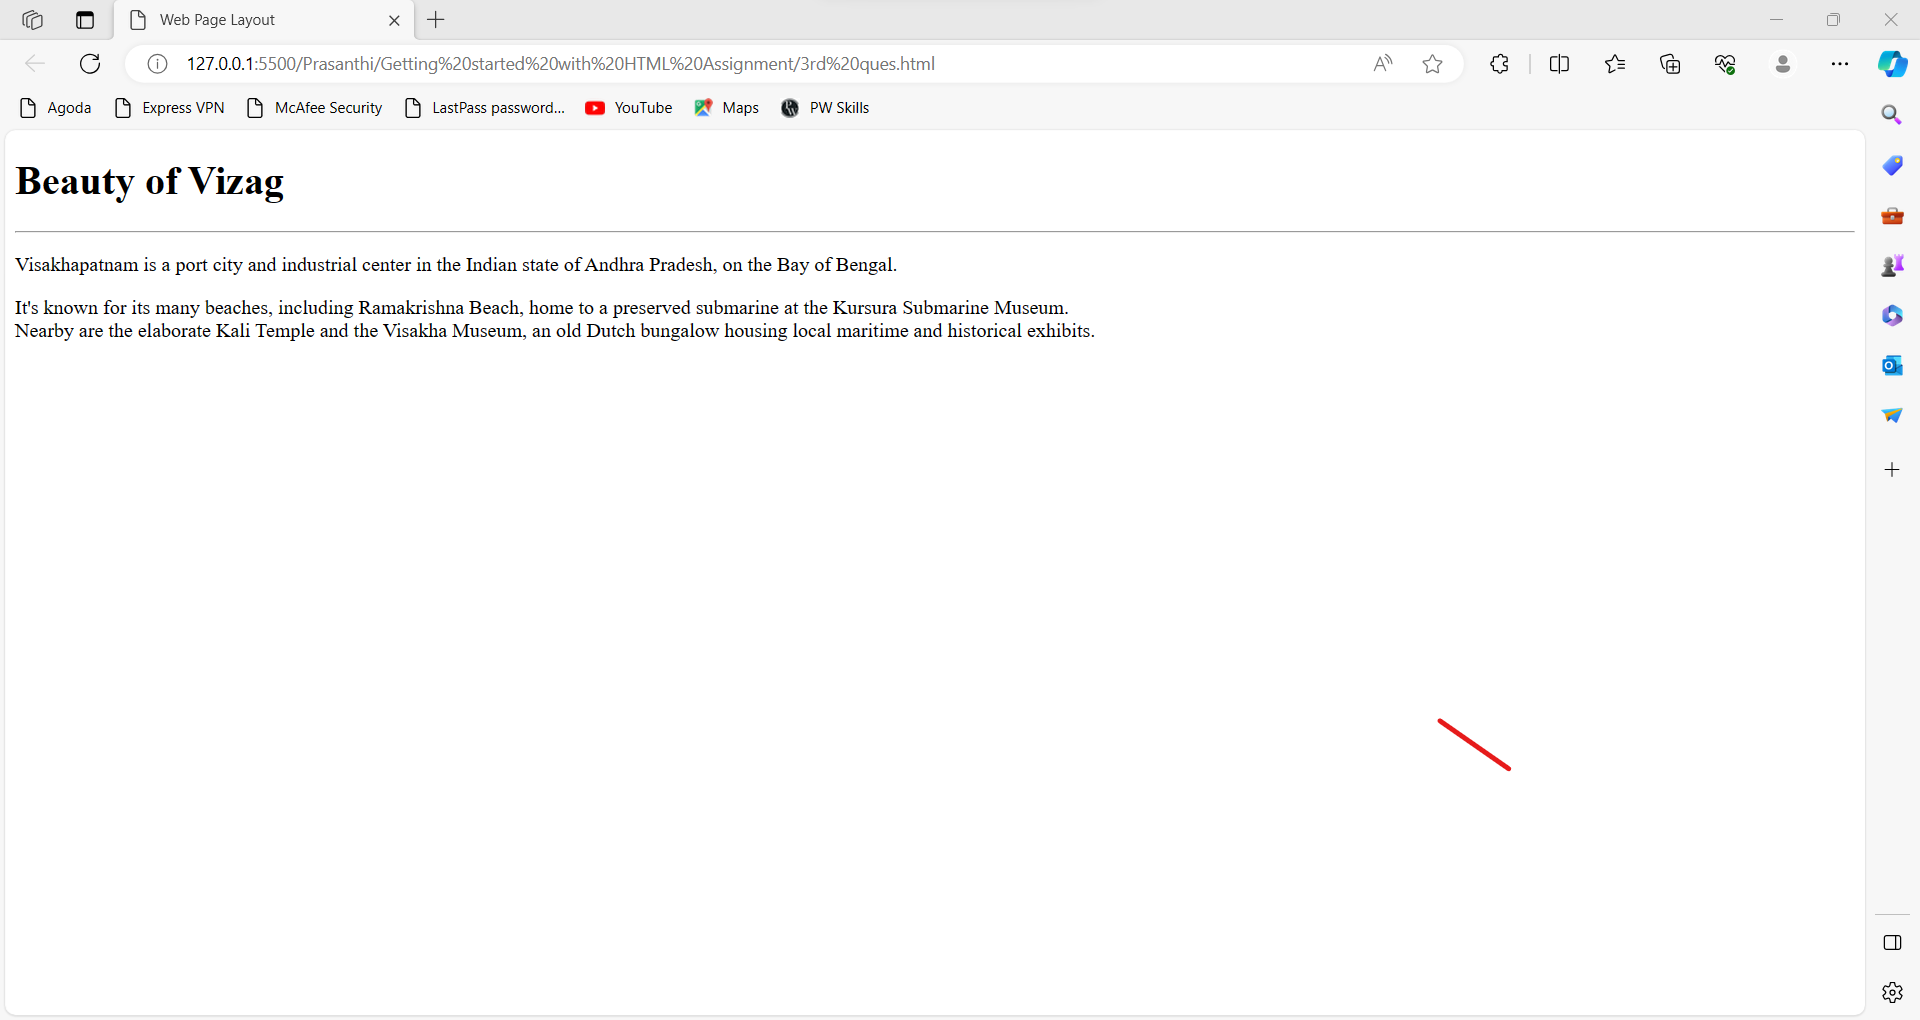 Web Page Layout
127.0.0.1:5500/Prasanthi/Getting%20started%20with%20HTML%20Assignment/3rd%20ques.html
Agoda Express VPN McAfee Security LastPass password... YouTube Maps PW Skills
Beauty of Vizag
Visakhapatnam is a port city and industrial center in the Indian state of Andhra Pradesh, on the Bay of Bengal.
It's known for its many beaches, including Ramakrishna Beach, home to a preserved submarine at the Kursura Submarine Museum.
Nearby are the elaborate Kali Temple and the Visakha Museum, an old Dutch bungalow housing local maritime and historical exhibits.